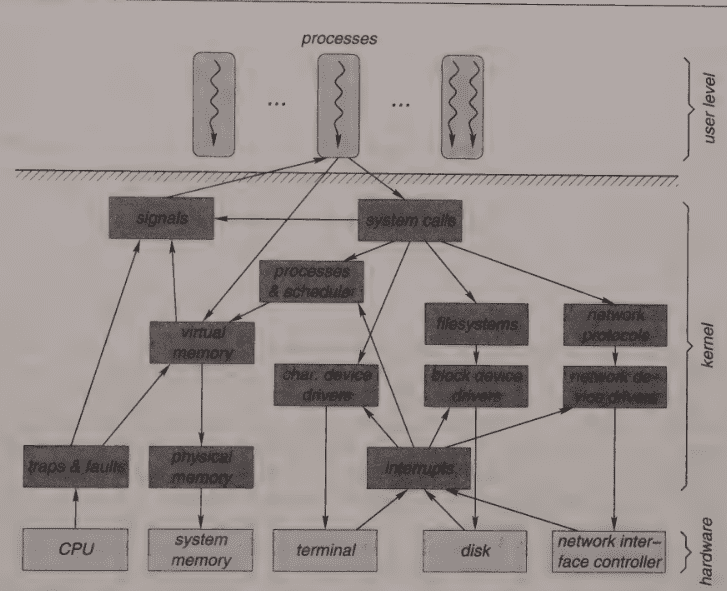 processes
... ...
user level
signals
system calls
processes
& scheduler
virtual
memory
filesystems
network
protocols
char. device
drivers
block device
drivers
network de-
vice drivers
kernel
traps & faults
physical
memory
interrupts
CPU
system
memory
terminal
disk
network inter-
face controller
hardware